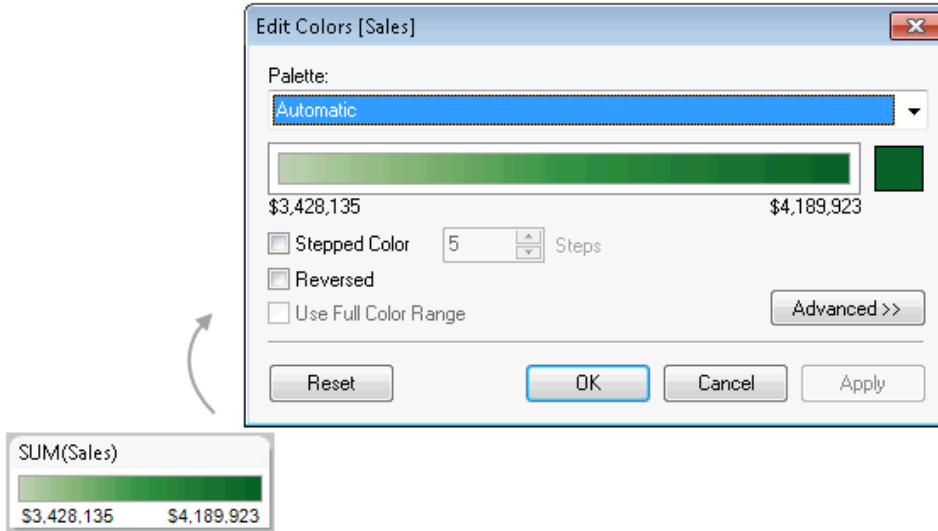 Edit Colors [Sales]
Palette:
Automatic
$3,428,135 $4,189,923
Stepped Color 5 Steps
Reversed
Use Full Color Range
Advanced >>
Reset OK Cancel Apply
SUM(Sales)
$3,428,135 $4,189,923